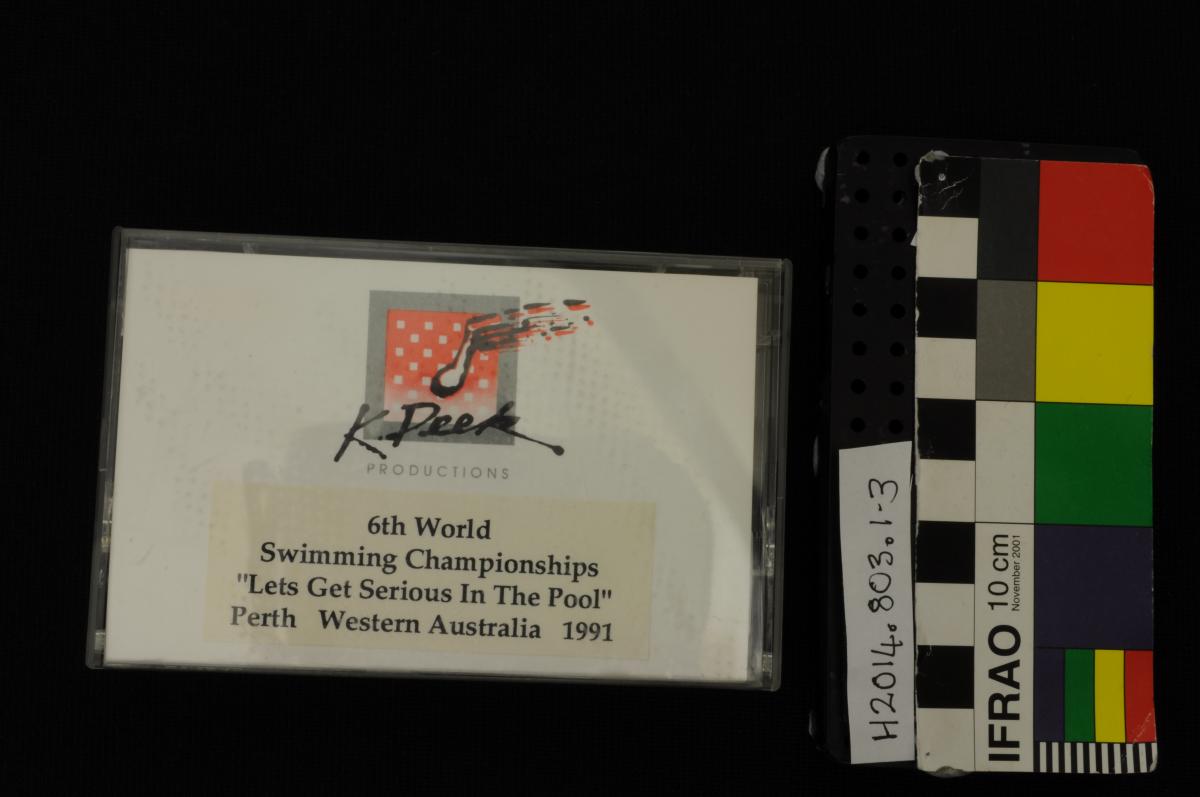 K. Peek
PRODUCTIONS
6th World
Swimming Championships
"Lets Get Serious In The Pool"
Perth Western Australia 1991
H2014.803.1-3
IFRAO 10 cm
November 2001